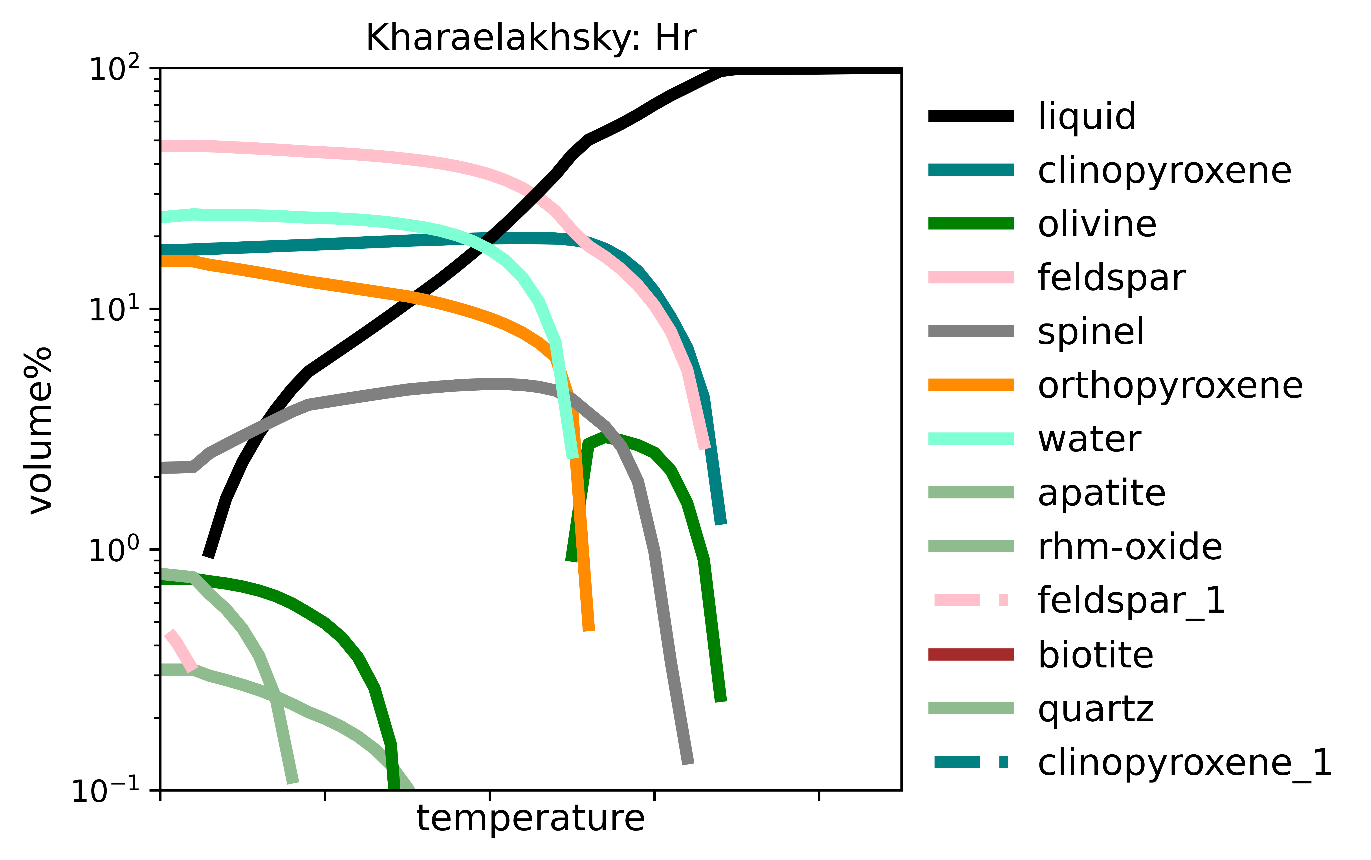 Kharaelakhsky: Hr
10²
10¹
10⁰
10⁻¹
volume%
temperature
liquid
clinopyroxene
olivine
feldspar
spinel
orthopyroxene
water
apatite
rhm-oxide
feldspar_1
biotite
quartz
clinopyroxene_1